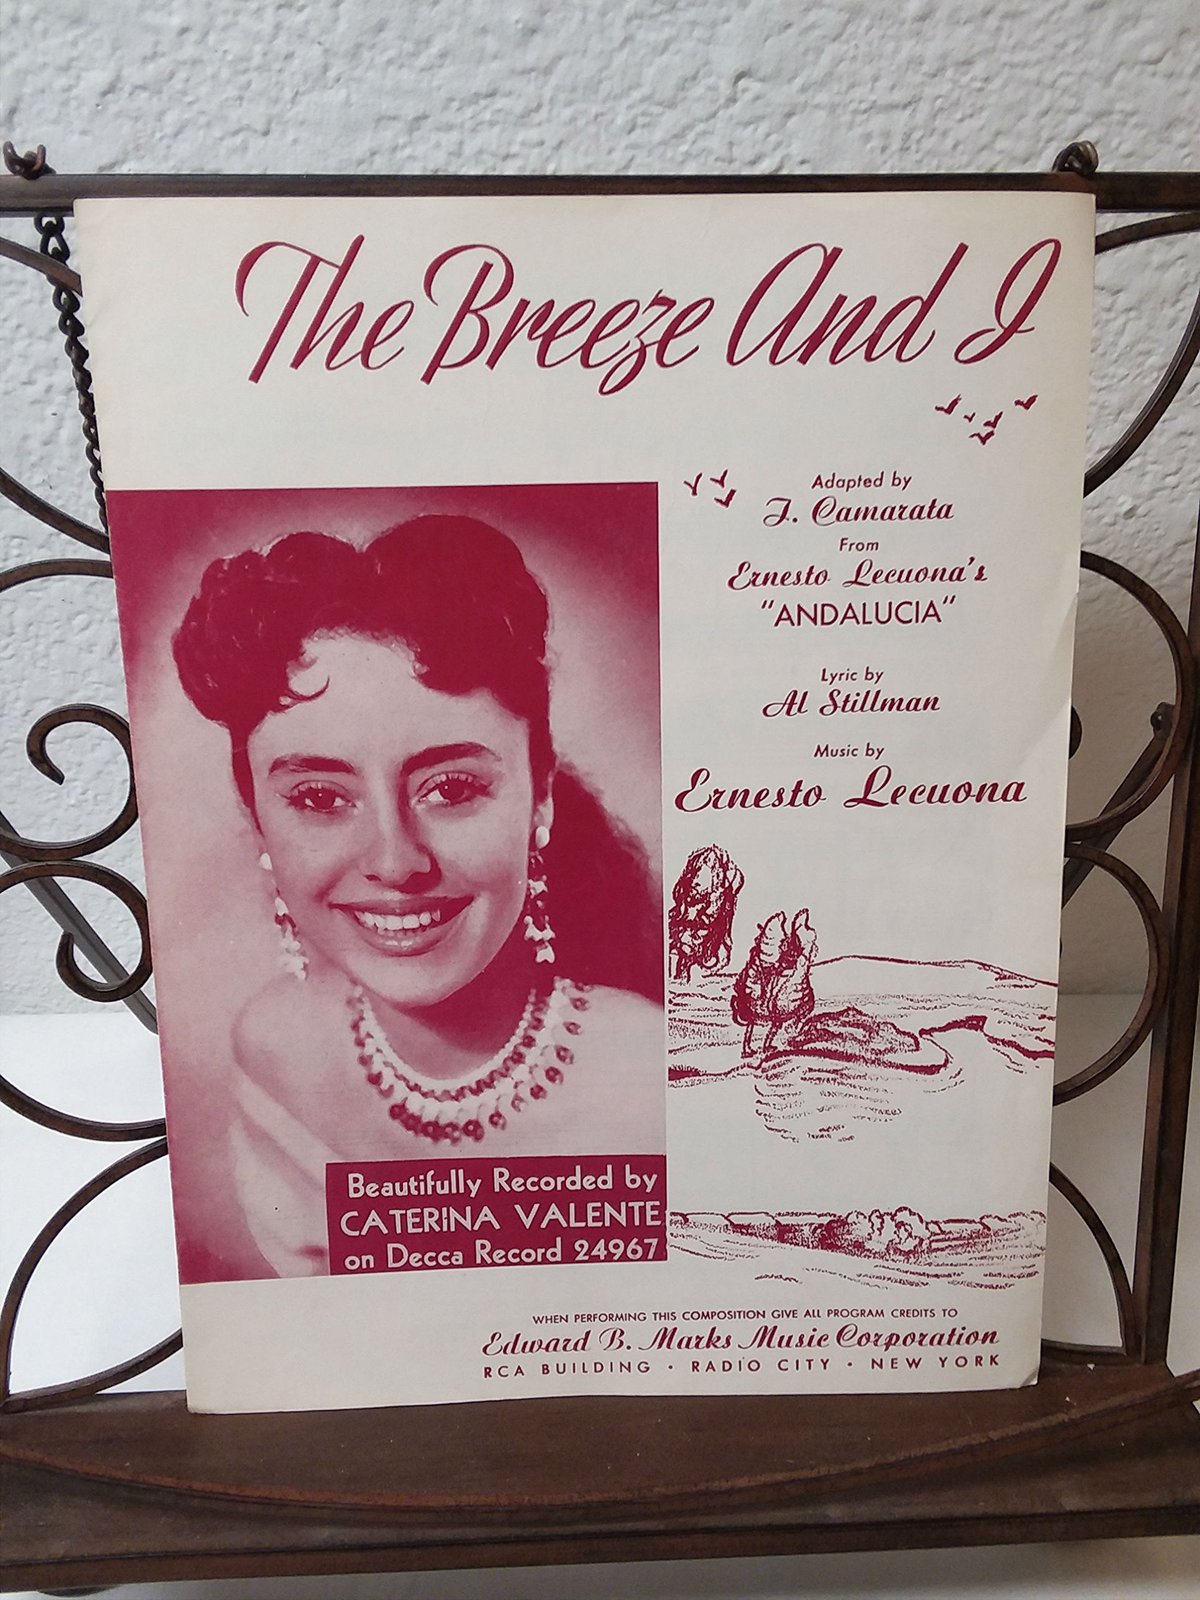 The Breeze And I
Adapted by
T. Camarata
From
Ernesto Lecuona's
"ANDALUCIA"
Lyric by
Al Stillman
Music by
Ernesto Lecuona
Beautifully Recorded by
CATERINA VALENTE
on Decca Record 24967
WHEN PERFORMING THIS COMPOSITION GIVE ALL PROGRAM CREDITS TO
Edward B. Marks Music Corporation
RCA BUILDING • RADIO CITY • NEW YORK